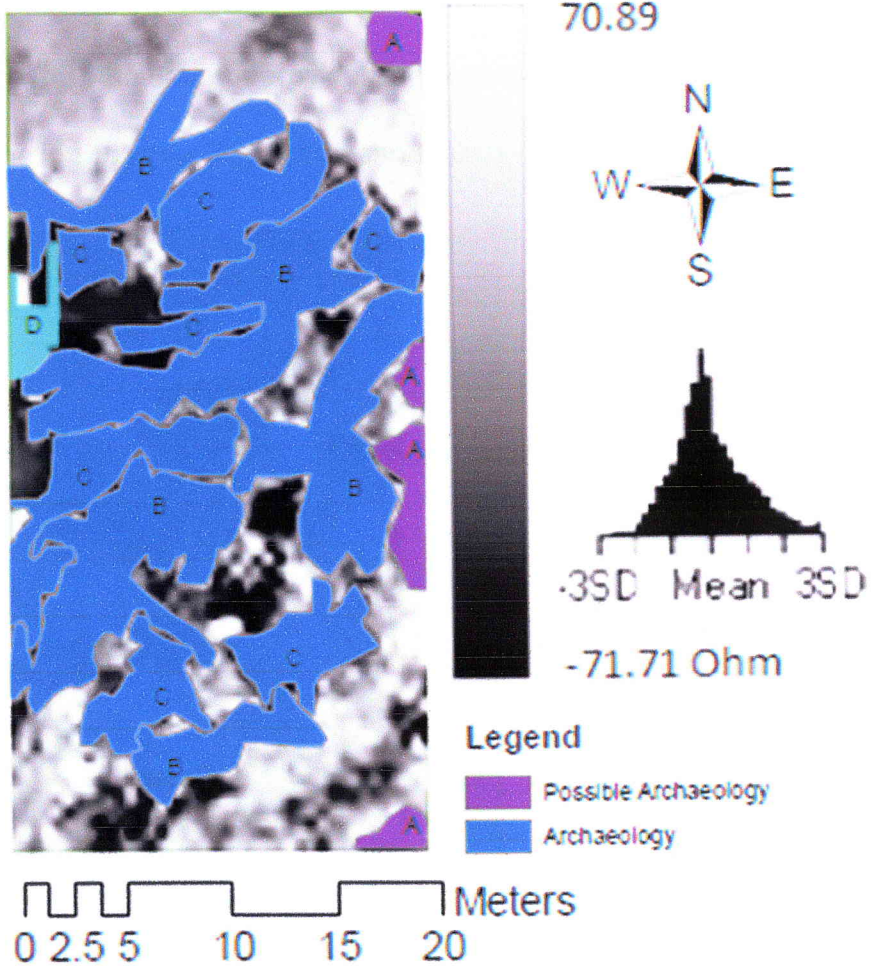 70.89
N
W E
S
-3SD Mean 3SD
-71.71 Ohm
Legend
Possible Archaeology
Archaeology
Meters
0 2.5 5 10 15 20
A
B
C
C
C
B
C
D
A
A
C
B
B
C
C
B
A